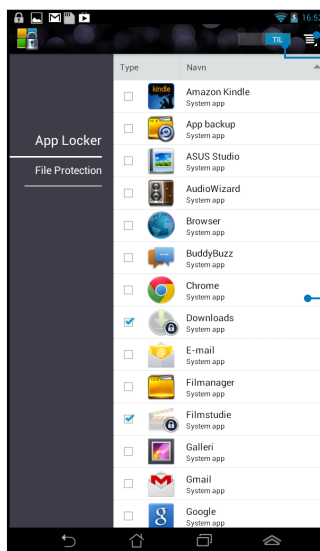 16:52
TIL
Type Navn
App Locker
File Protection
kindle
Amazon Kindle
System app
App backup
System app
ASUS Studio
System app
AudioWizard
System app
Browser
System app
BuddyBuzz
System app
Chrome
System app
Downloads
System app
E-mail
System app
Filmanager
System app
Filmstudie
System app
Galleri
System app
Gmail
System app
Google
System app